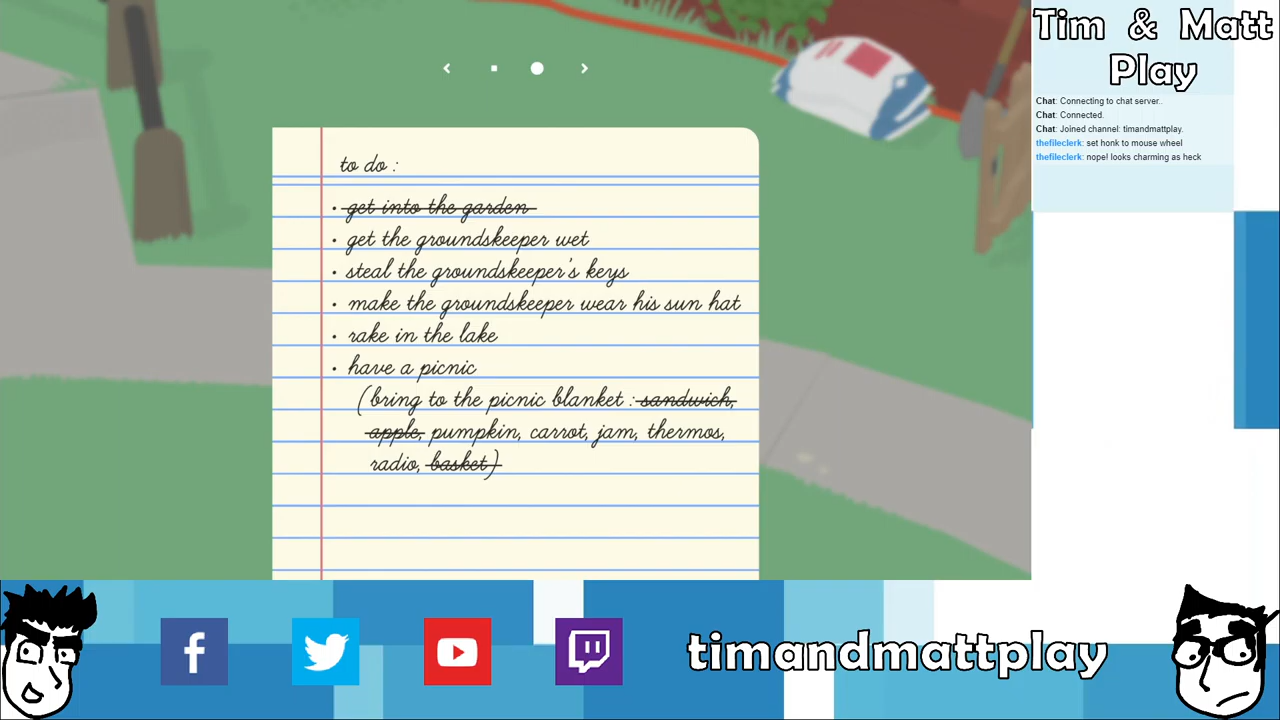 to do :
• get into the garden
• get the groundskeeper wet
• steal the groundskeeper's keys
• make the groundskeeper wear his sun hat
• rake in the lake
• have a picnic
(bring to the picnic blanket : sandwich,
apple, pumpkin, carrot, jam, thermos,
radio, basket)
Tim & Matt
Play
Chat: Connecting to chat server..
Chat: Connected.
Chat: Joined channel: timandmattplay.
thefileclerk: set honk to mouse wheel
thefileclerk: nope! looks charming as heck
timandmattplay